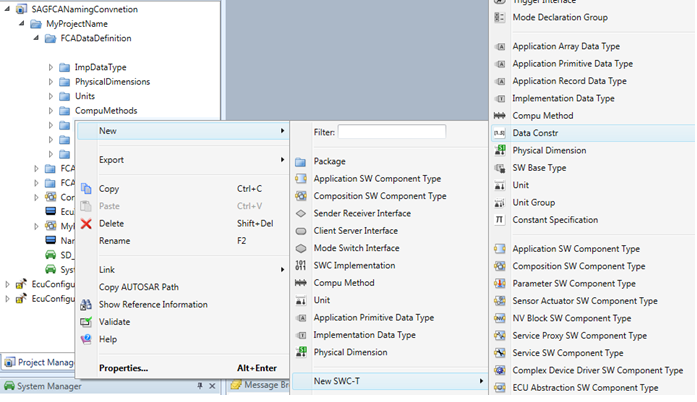 SAGFCANamingConvnetion
MyProjectName
FCADataDefinition
ImpDataType
PhysicalDimensions
Units
CompuMethods
FCA
FCA
Con
Ecu
MyI
Nan
SD_
Syst
EcuConfigu
EcuConfigu
Project Manag
System Manager
Message Br
New
Export
Copy Ctrl+C
Paste Ctrl+V
Delete Shift+Del
Rename F2
Link
Copy AUTOSAR Path
Show Reference Information
Validate
Help
Properties... Alt+Enter
Filter:
Package
Application SW Component Type
Composition SW Component Type
Sender Receiver Interface
Client Server Interface
Mode Switch Interface
SWC Implementation
Compu Method
Unit
Application Primitive Data Type
Implementation Data Type
Physical Dimension
New SWC-T
Trigger Interface
Mode Declaration Group
Application Array Data Type
Application Primitive Data Type
Application Record Data Type
Implementation Data Type
Compu Method
Data Constr
Physical Dimension
SW Base Type
Unit
Unit Group
Constant Specification
Application SW Component Type
Composition SW Component Type
Parameter SW Component Type
Sensor Actuator SW Component Type
NV Block SW Component Type
Service Proxy SW Component Type
Service SW Component Type
Complex Device Driver SW Component Type
ECU Abstraction SW Component Type